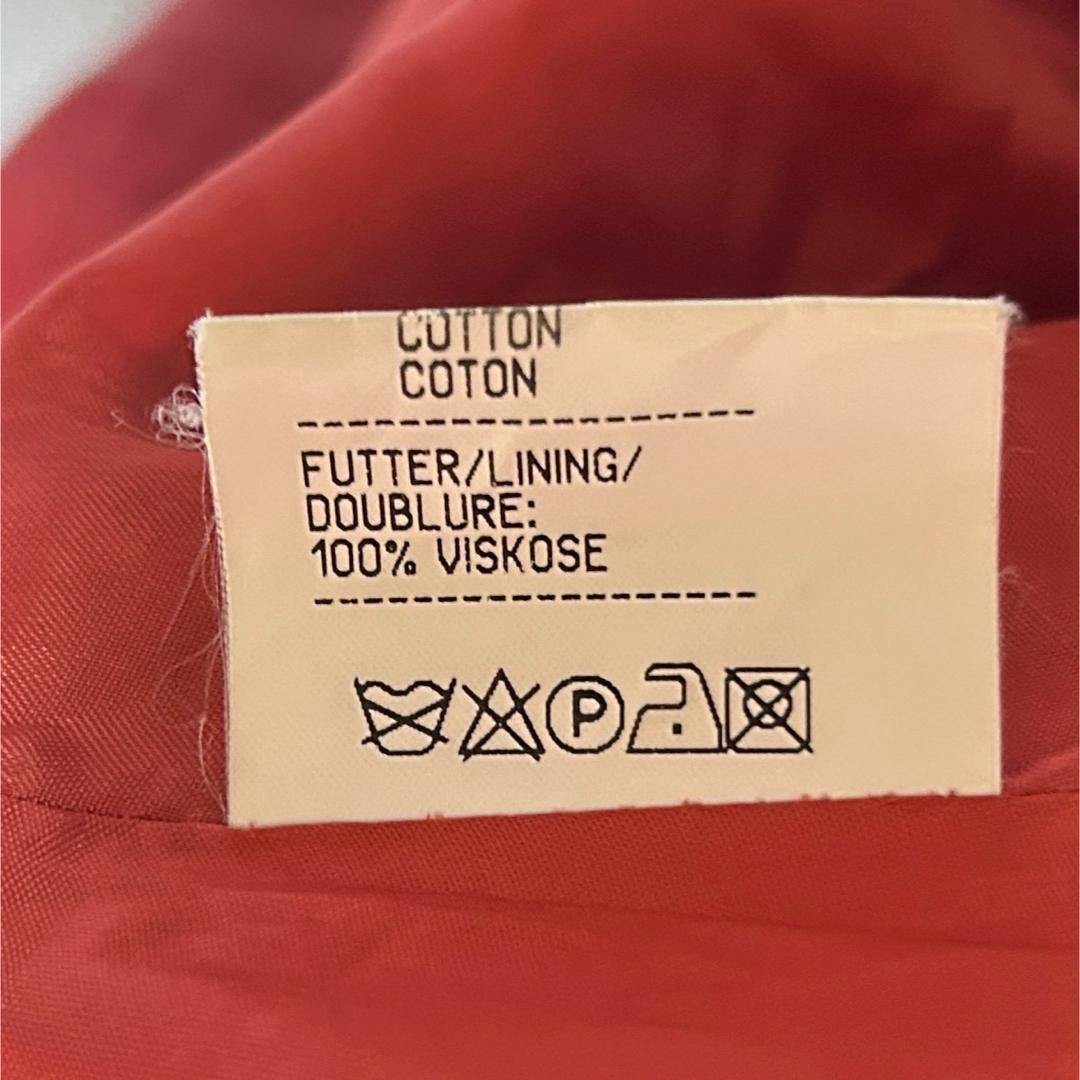 COTTON
COTON
------------------
FUTTER/LINING/
DOUBLURE:
100% VISKOSE
------------------
P